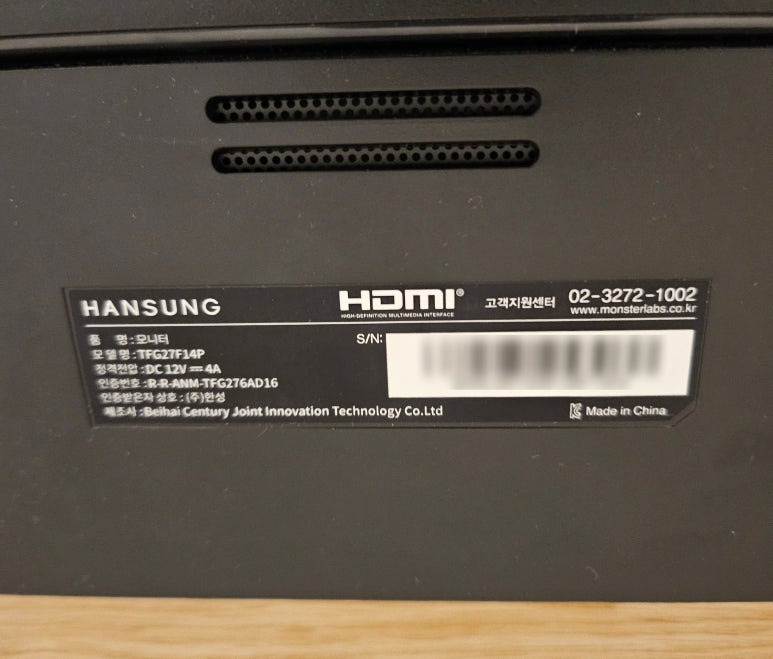 HANSUNG
HDMI®
HIGH-DEFINITION MULTIMEDIA INTERFACE
고객지원센터 02-3272-1002
www.monsterlabs.co.kr
품 명 : 모니터
모 델 명 : TFG27F14P
정격전압 : DC 12V ⎓ 4A
인증번호 : R-R-ANM-TFG276AD16
인증받은자 상호 : (주)한성
제조사 : Beihai Century Joint Innovation Technology Co.Ltd
S/N:
Made in China